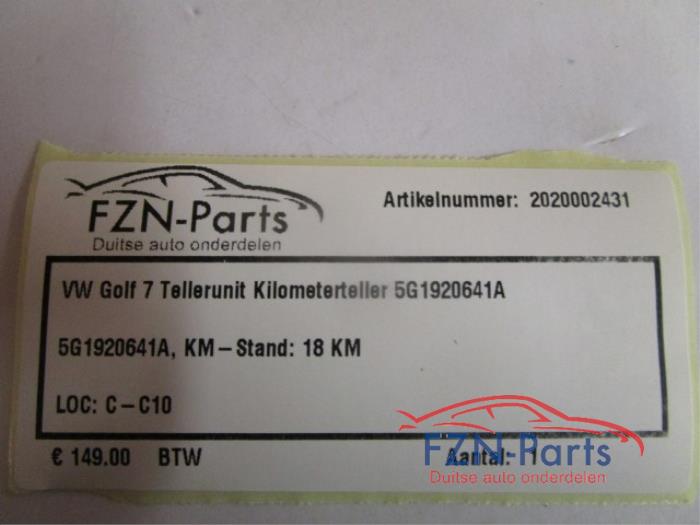 FZN-Parts
Duitse auto onderdelen
Artikelnummer: 2020002431
VW Golf 7 Tellerunit Kilometerteller 5G1920641A
5G1920641A, KM-Stand: 18 KM
LOC: C-C10
€ 149.00 BTW
Aantal: 1
FZN-Parts
Duitse auto onderdelen